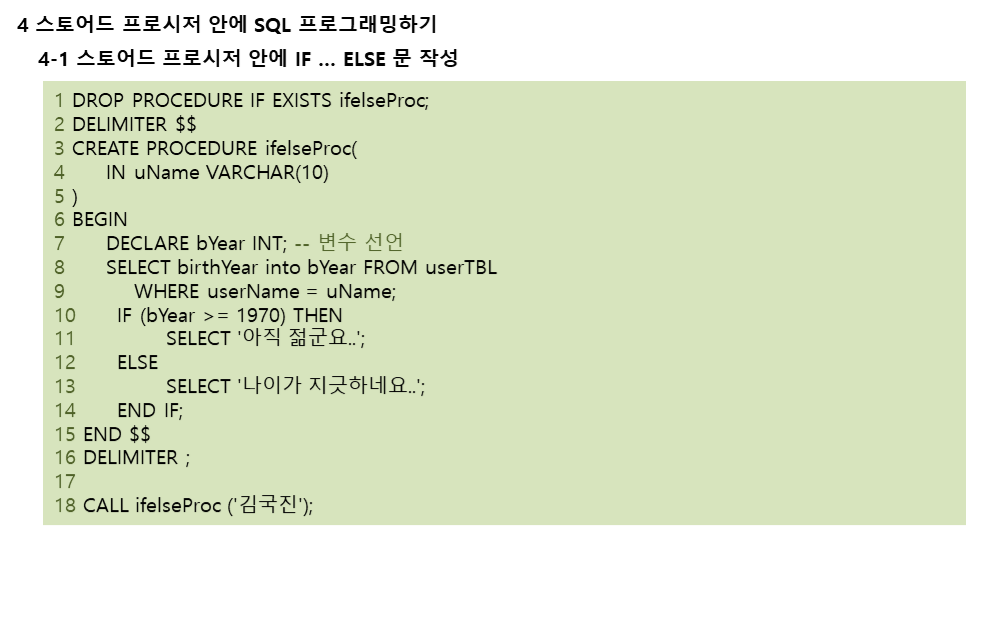 4 스토어드 프로시저 안에 SQL 프로그래밍하기
4-1 스토어드 프로시저 안에 IF ... ELSE 문 작성
1 DROP PROCEDURE IF EXISTS ifelseProc;
2 DELIMITER $$
3 CREATE PROCEDURE ifelseProc(
4 IN uName VARCHAR(10)
5 )
6 BEGIN
7 DECLARE bYear INT; -- 변수 선언
8 SELECT birthYear into bYear FROM userTBL
9 WHERE userName = uName;
10 IF (bYear >= 1970) THEN
11 SELECT '아직 젊군요..';
12 ELSE
13 SELECT '나이가 지긋하네요..';
14 END IF;
15 END $$
16 DELIMITER ;
17
18 CALL ifelseProc ('김국진');